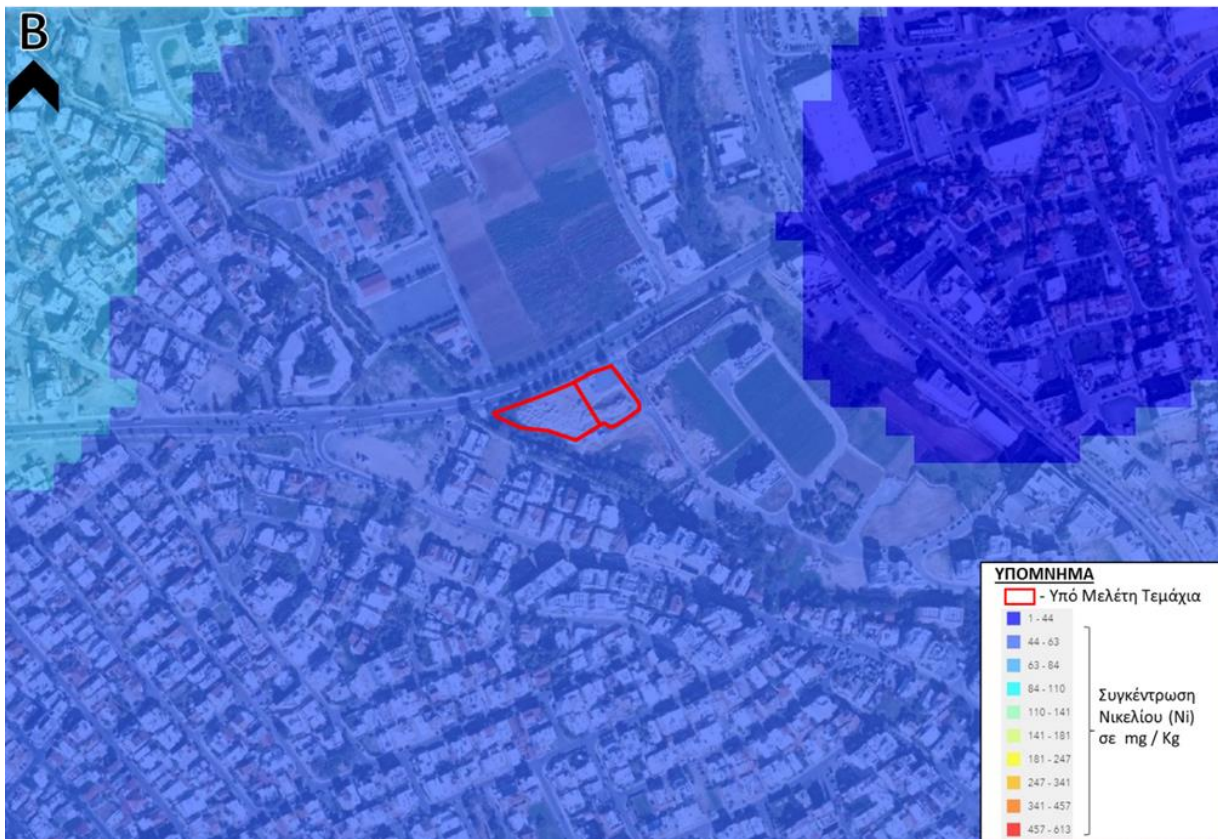 Β
ΥΠΟΜΝΗΜΑ
- Υπό Μελέτη Τεμάχια
1 - 44
44 - 63
63 - 84
84 - 110
110 - 141
141 - 181
181 - 247
247 - 341
341 - 457
457 - 613
Συγκέντρωση
Νικελίου (Ni)
σε mg / Kg